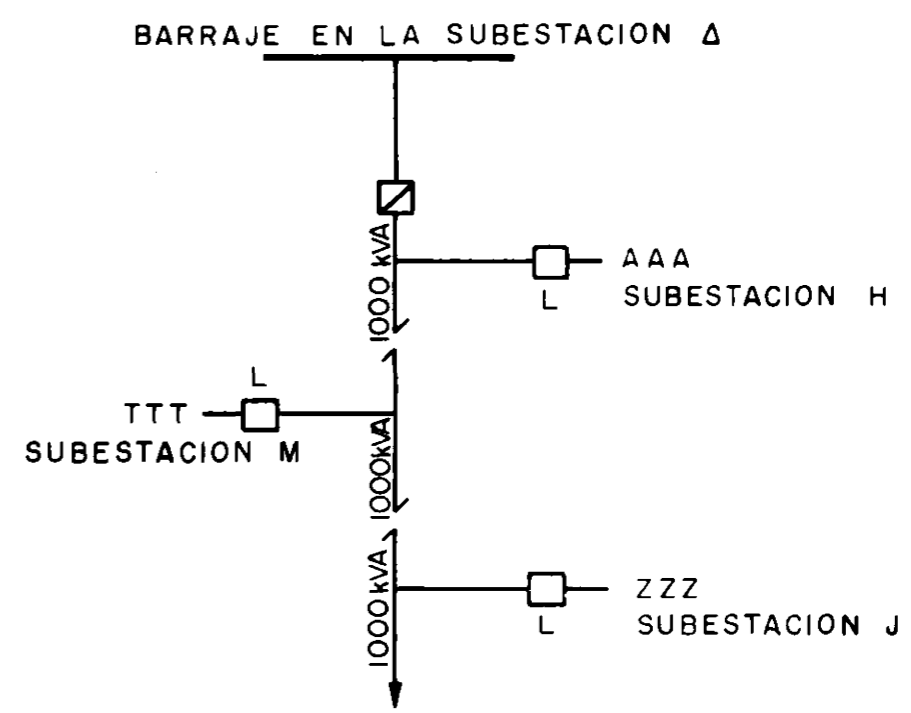 BARRAJE EN LA SUBESTACION Δ
1000 kVA
AAA
L
SUBESTACION H
L
TTT
SUBESTACION M
1000kVA
1000kVA
ZZZ
L
SUBESTACION J